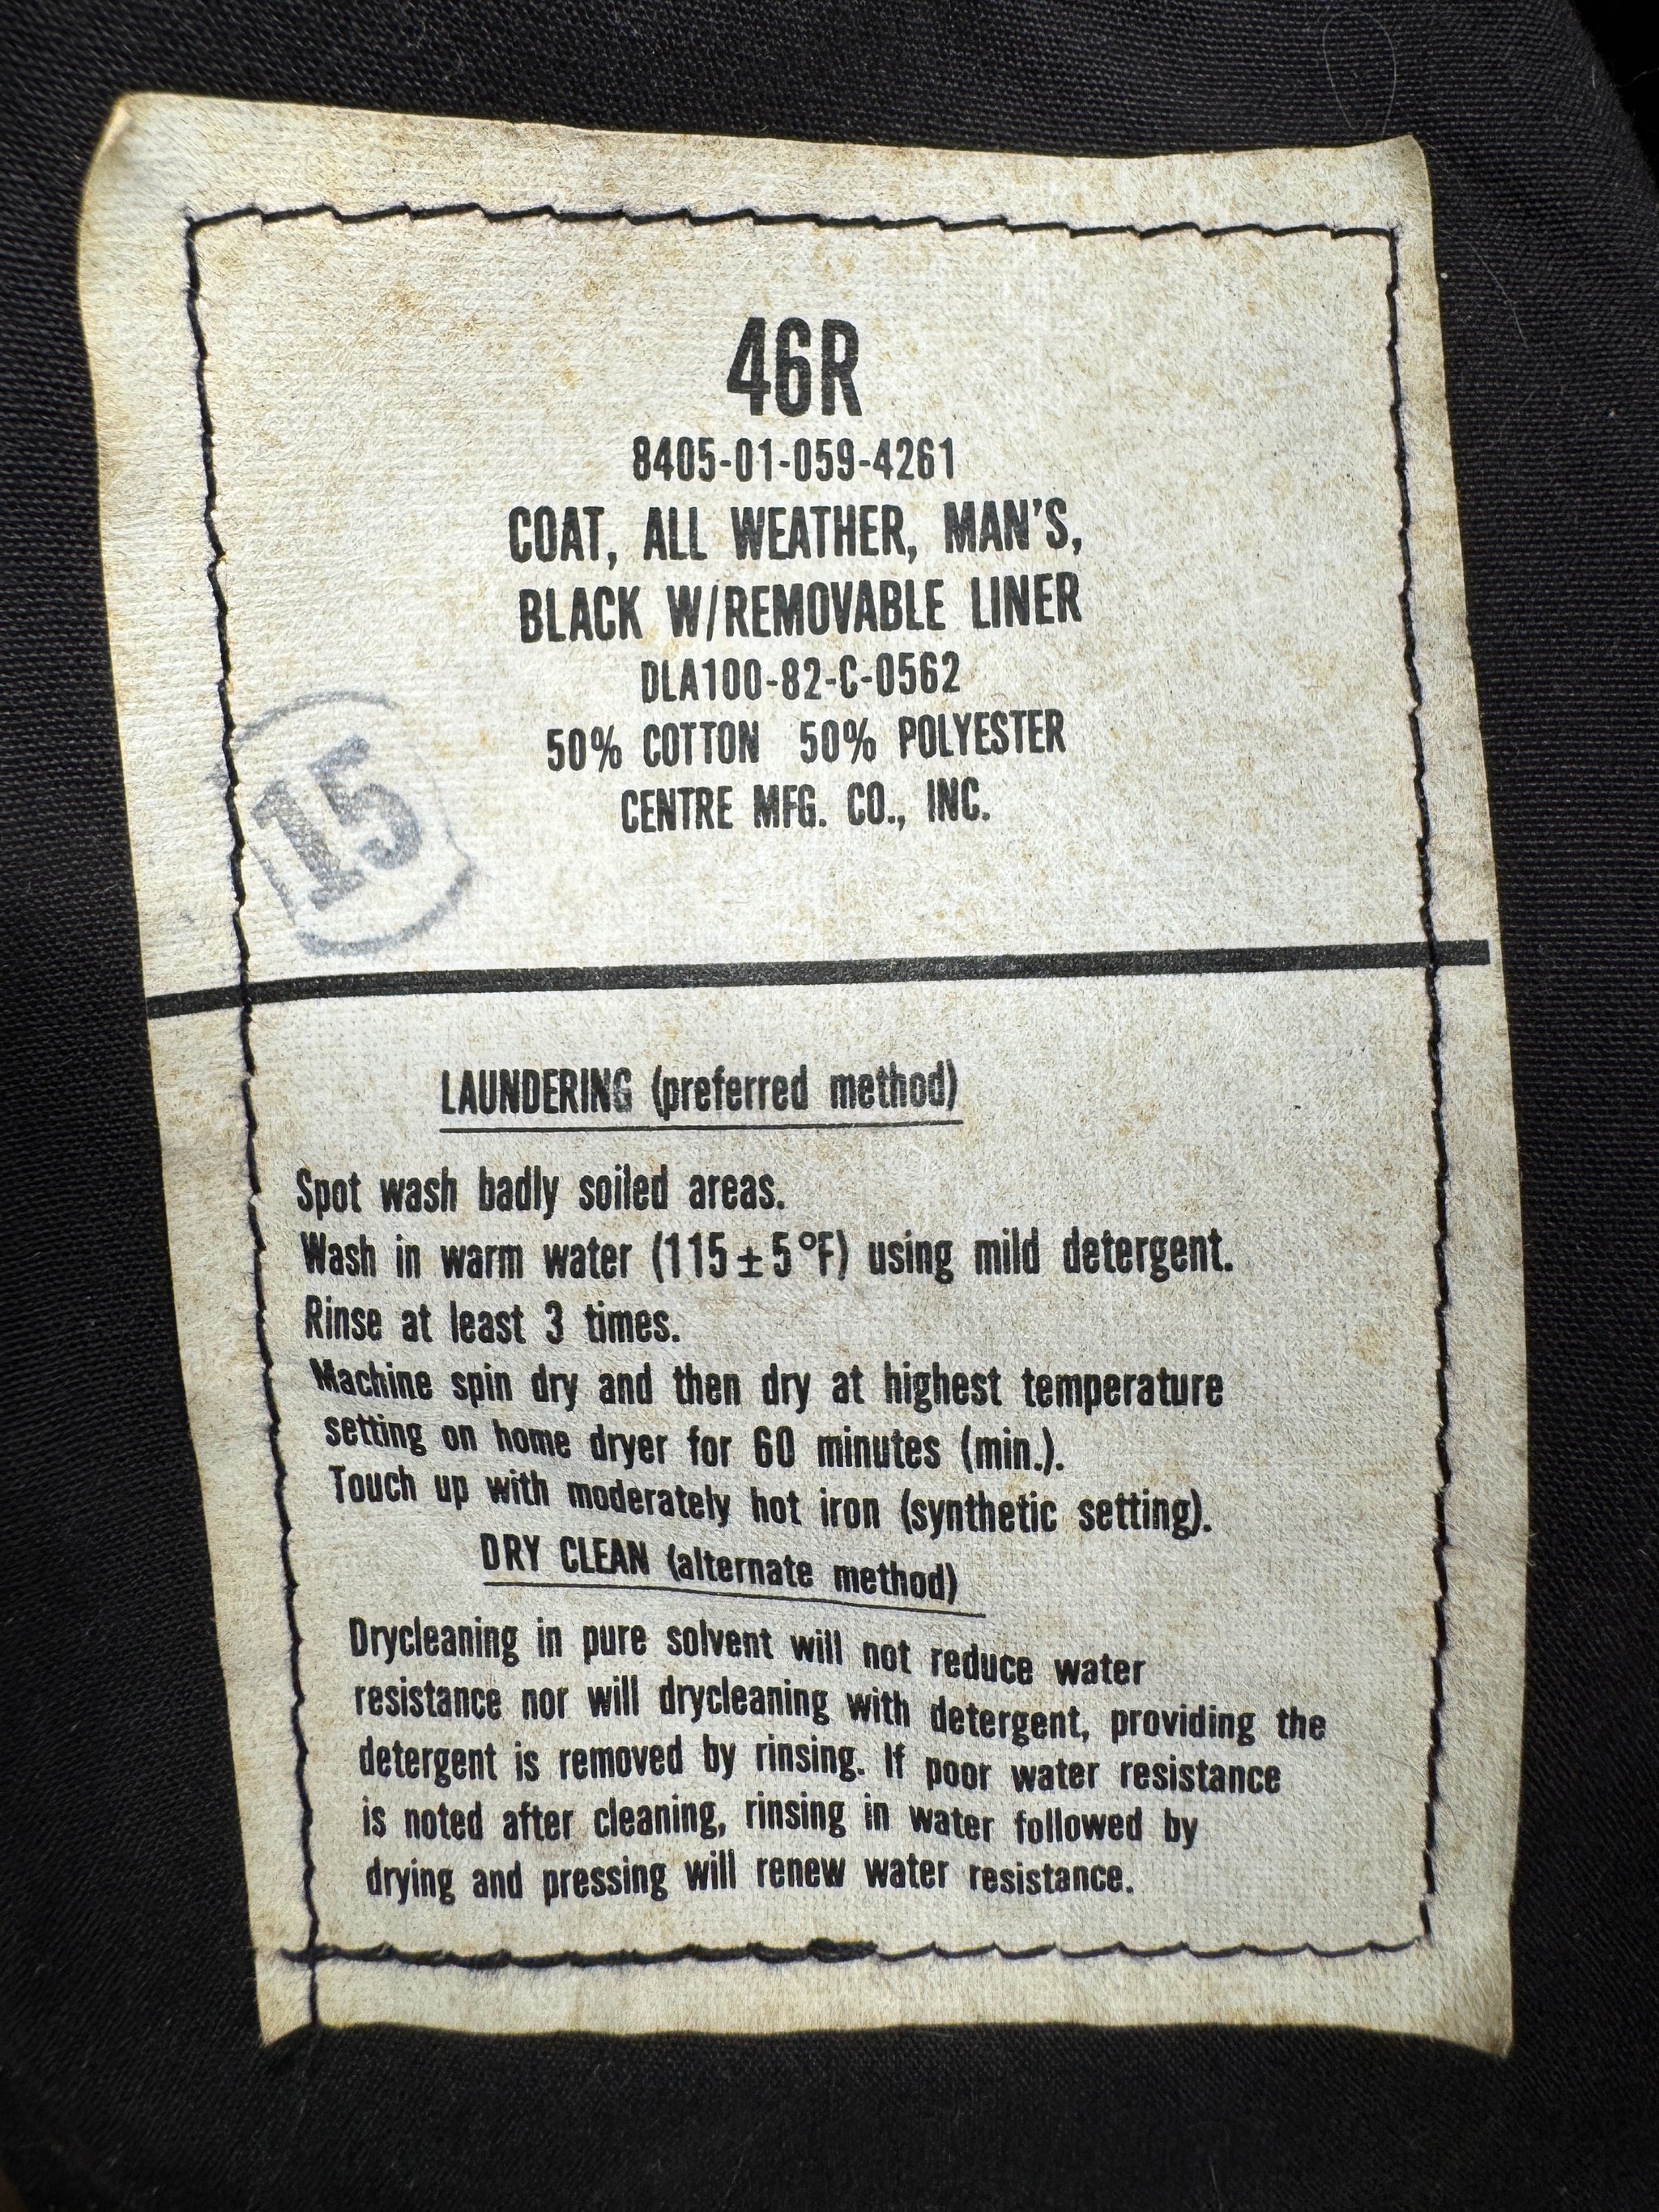 46R
8405-01-059-4261
COAT, ALL WEATHER, MAN'S,
BLACK W/REMOVABLE LINER
DLA100-82-C-0562
50% COTTON 50% POLYESTER
CENTRE MFG. CO., INC.
15
LAUNDERING (preferred method)
Spot wash badly soiled areas.
Wash in warm water (115±5°F) using mild detergent.
Rinse at least 3 times.
Machine spin dry and then dry at highest temperature
setting on home dryer for 60 minutes (min.).
Touch up with moderately hot iron (synthetic setting).
DRY CLEAN (alternate method)
Drycleaning in pure solvent will not reduce water
resistance nor will drycleaning with detergent, providing the
detergent is removed by rinsing. If poor water resistance
is noted after cleaning, rinsing in water followed by
drying and pressing will renew water resistance.